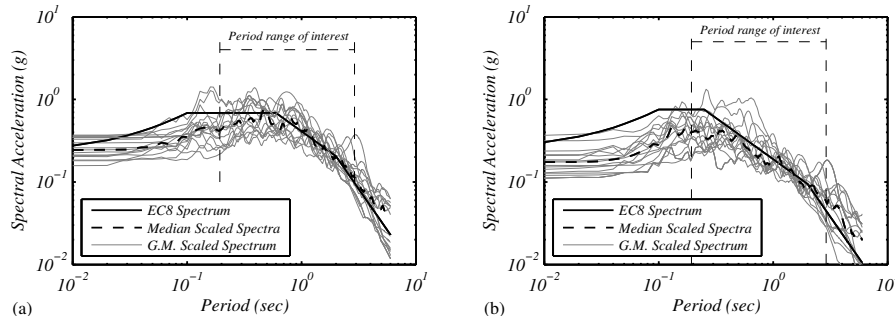 Spectral Acceleration (g)
10^1
10^0
10^-1
10^-2
Period range of interest
EC8 Spectrum
Median Scaled Spectra
G.M. Scaled Spectrum
10^-2
10^-1
10^0
10^1
Period (sec)
(a)
Spectral Acceleration (g)
10^1
10^0
10^-1
10^-2
Period range of interest
EC8 Spectrum
Median Scaled Spectra
G.M. Scaled Spectrum
10^-2
10^-1
10^0
10
Period (sec)
(b)